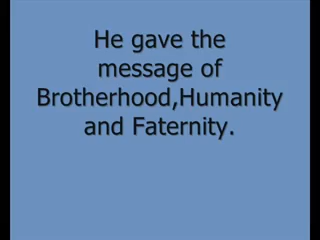 He gave the
message of
Brotherhood,Humanity
and Faternity.